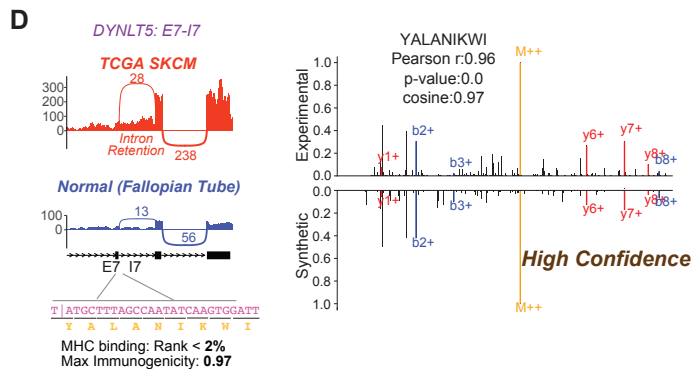 D
DYNLT5: E7-I7
TCGA SKCM
28
300
200
100
0
Intron
Retention
238
Normal (Fallopian Tube)
13
100
0
56
E7 I7
T|ATGCTTTAGCCAATATCAAGTGGATT
Y A L A N I K W I
MHC binding: Rank < 2%
Max Immunogenicity: 0.97
YALANIKWI
Pearson r:0.96
p-value:0.0
cosine:0.97
M++
Experimental
1.0
0.8
0.6
0.4
0.2
0.0
y1+
b2+
b3+
y6+
y7+
y8+
b8+
Synthetic
0.0
0.2
0.4
0.6
0.8
1.0
y1+
b2+
b3+
y6+
y7+
y8+
b8+
M++
High Confidence